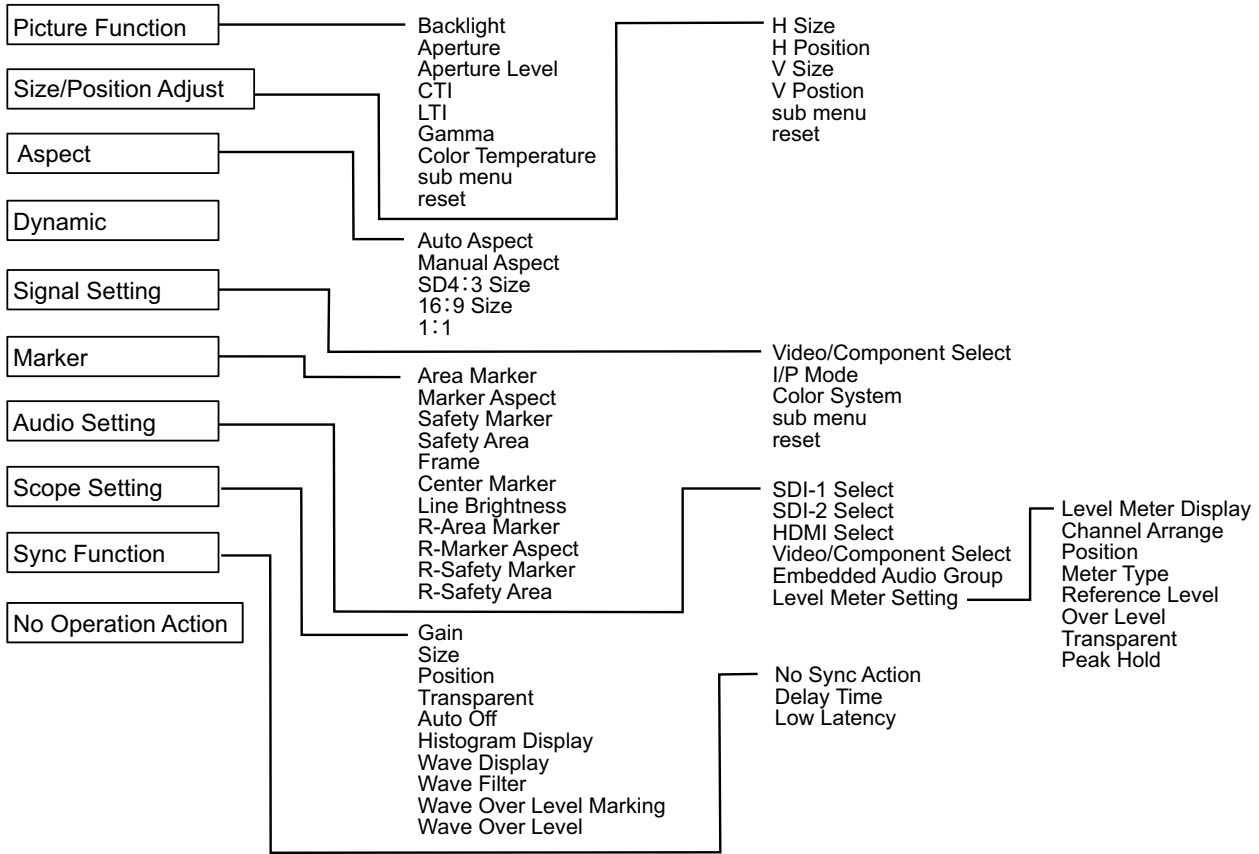 Picture Function
Size/Position Adjust
Aspect
Dynamic
Signal Setting
Marker
Audio Setting
Scope Setting
Sync Function
No Operation Action
Backlight
Aperture
Aperture Level
CTI
LTI
Gamma
Color Temperature
sub menu
reset
H Size
H Position
V Size
V Postion
sub menu
reset
Auto Aspect
Manual Aspect
SD4:3 Size
16:9 Size
1:1
Video/Component Select
I/P Mode
Color System
sub menu
reset
Area Marker
Marker Aspect
Safety Marker
Safety Area
Frame
Center Marker
Line Brightness
R-Area Marker
R-Marker Aspect
R-Safety Marker
R-Safety Area
SDI-1 Select
SDI-2 Select
HDMI Select
Video/Component Select
Embedded Audio Group
Level Meter Setting
Level Meter Display
Channel Arrange
Position
Meter Type
Reference Level
Over Level
Transparent
Peak Hold
Gain
Size
Position
Transparent
Auto Off
Histogram Display
Wave Display
Wave Filter
Wave Over Level Marking
Wave Over Level
No Sync Action
Delay Time
Low Latency